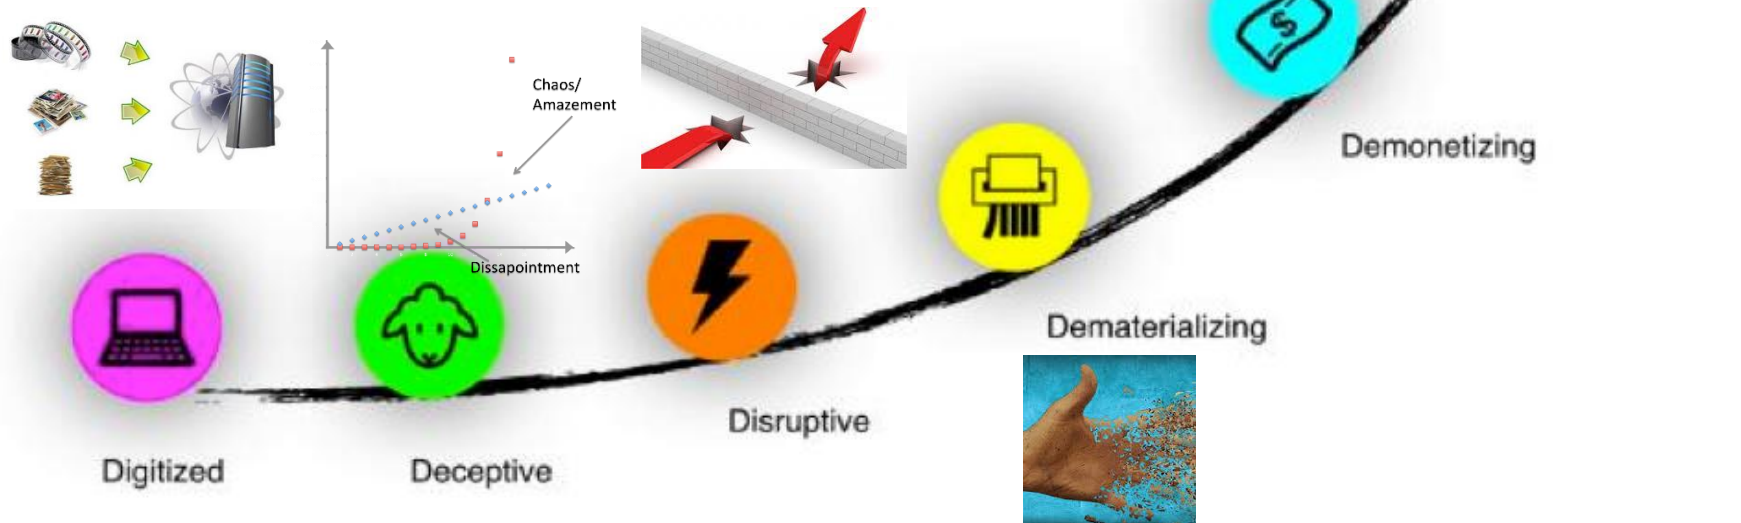 Chaos/
Amazement
Dissapointment
Digitized
Deceptive
Disruptive
Dematerializing
Demonetizing
$